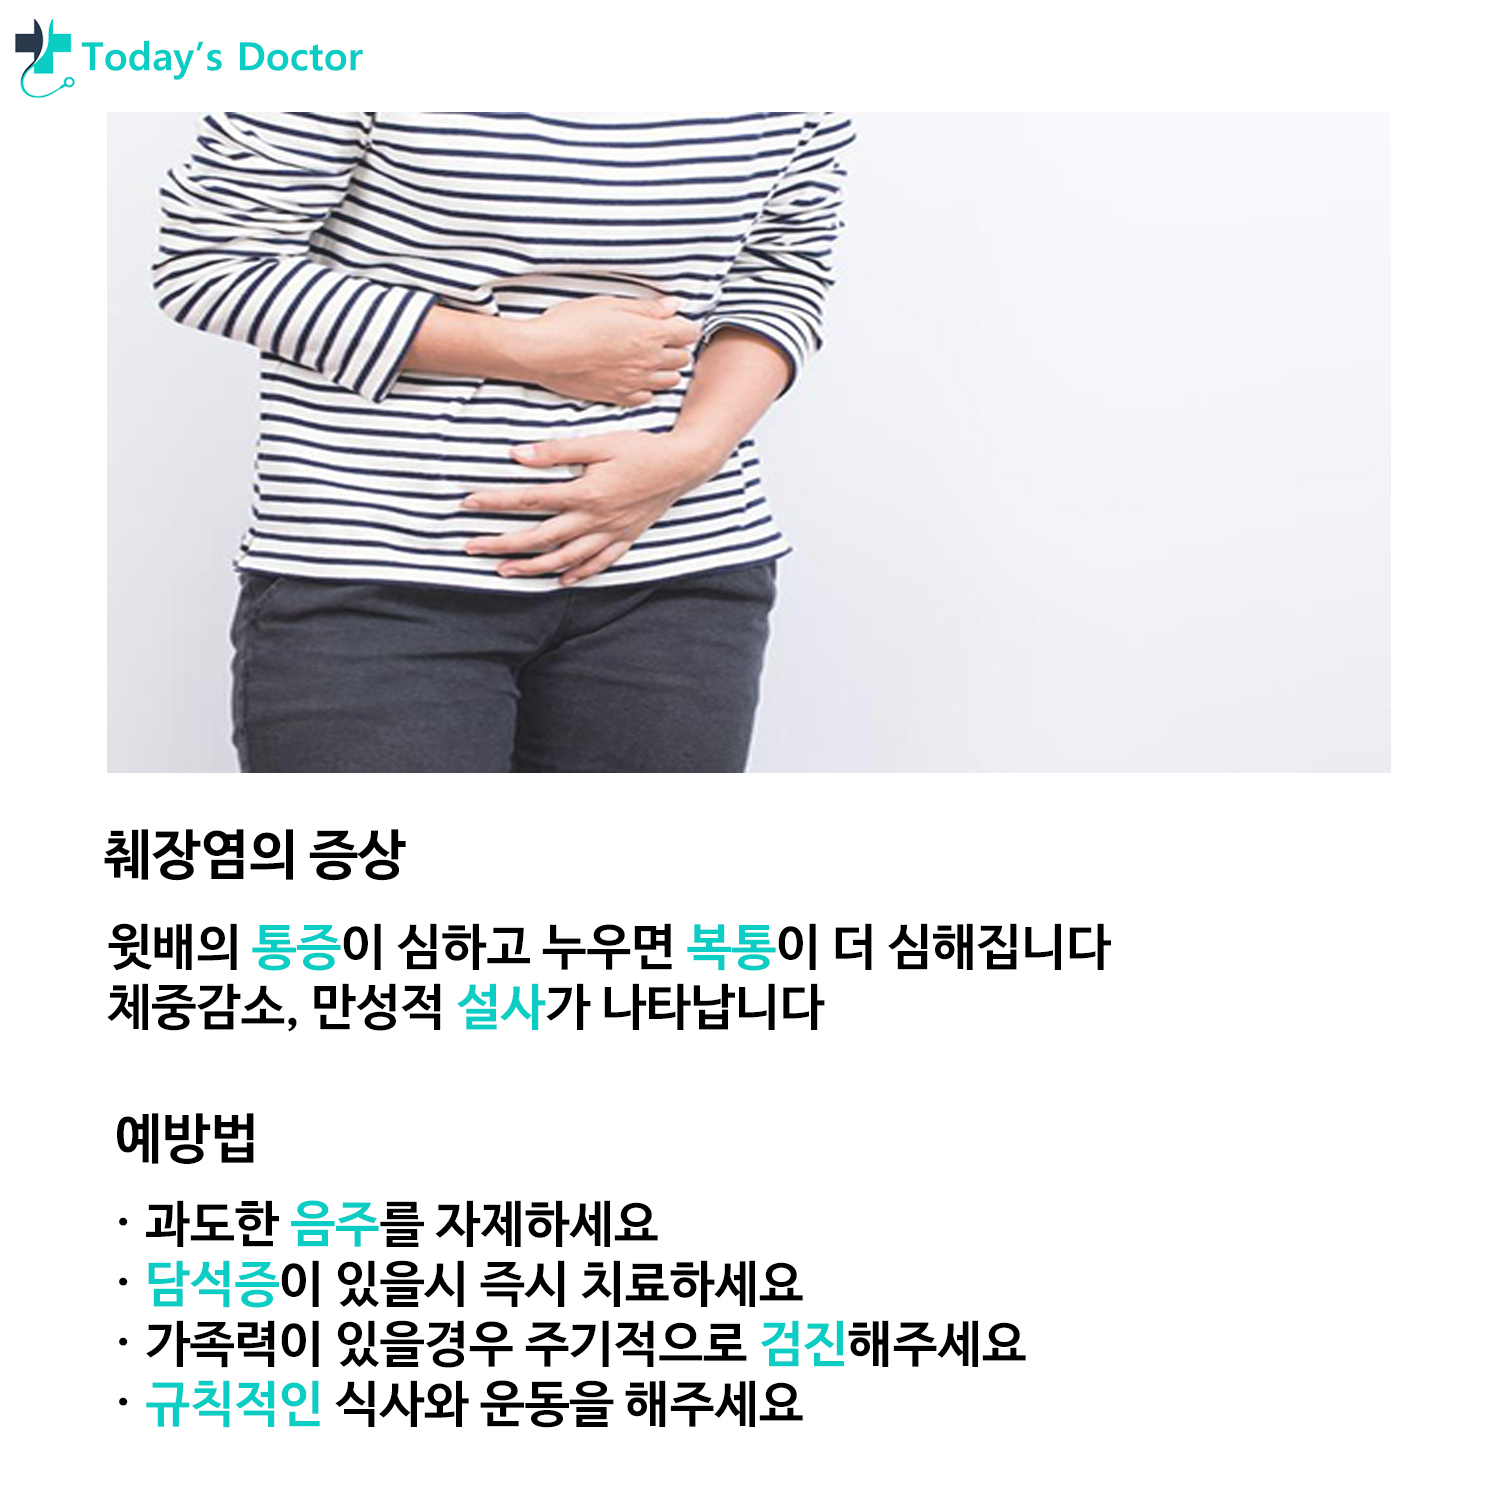 Today's Doctor
췌장염의 증상
윗배의 통증이 심하고 누우면 복통이 더 심해집니다
체중감소, 만성적 설사가 나타납니다
예방법
· 과도한 음주를 자제하세요
· 담석증이 있을시 즉시 치료하세요
· 가족력이 있을경우 주기적으로 검진해주세요
· 규칙적인 식사와 운동을 해주세요